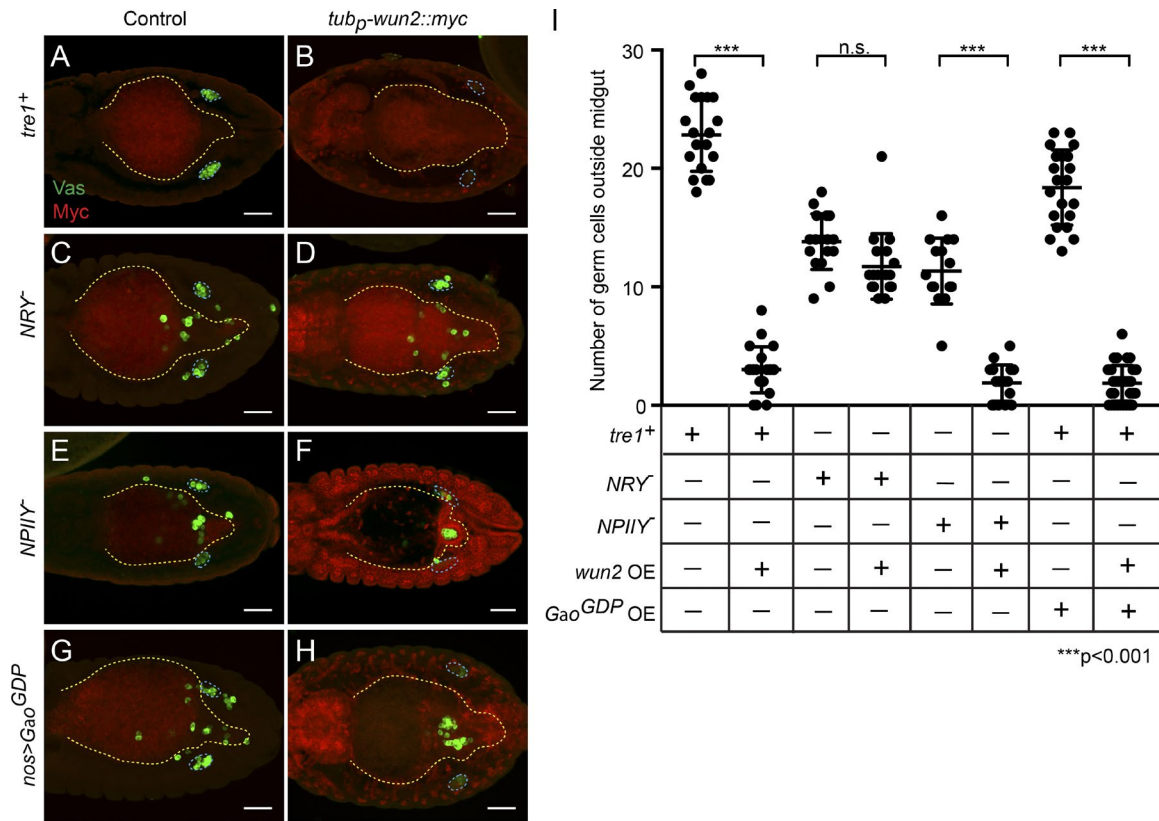 Control
tubp-wun2::myc
I
A
B
tre1+
Vas
Myc
C
D
NRY-
E
F
NPIIY-
G
H
nos>GaoGDP
*** n.s. *** ***
Number of germ cells outside midgut
30
20
10
0
tre1+ + + – – – – + +
NRY- – – + + – – – –
NPIIY- – – – – + + – –
wun2 OE – + – + – + – +
GaoGDP OE – – – – – – + +
***p<0.001